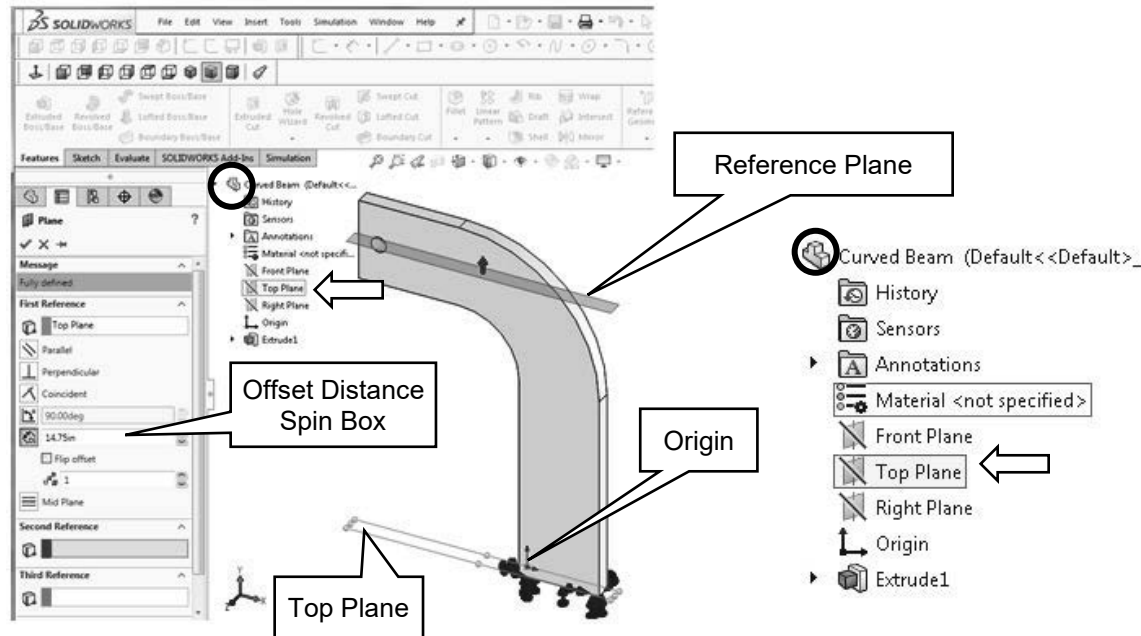 SOLIDWORKS File Edit View Insert Tools Simulation Window Help
Extruded Boss/Base
Revolved Boss/Base
Swept Boss/Base
Lofted Boss/Base
Boundary Boss/Base
Extruded Cut
Hole Wizard
Revolved Cut
Swept Cut
Lofted Cut
Boundary Cut
Fillet
Linear Pattern
Rib
Draft
Shell
Wrap
Intersect
Mirror
Features Sketch Evaluate SOLIDWORKS Add-Ins Simulation
Plane ?
Message
Fully defined
First Reference
Top Plane
Parallel
Perpendicular
Coincident
90.00deg
14.75in
Flip offset
1
Mid Plane
Second Reference
Third Reference
Curved Beam (Default<<...
History
Sensors
Annotations
Material <not specifi...
Front Plane
Top Plane
Right Plane
Origin
Extrude1
Reference Plane
Offset Distance
Spin Box
Origin
Top Plane
Y
X
Z
Curved Beam (Default<<Default>_
History
Sensors
Annotations
Material <not specified>
Front Plane
Top Plane
Right Plane
Origin
Extrude1